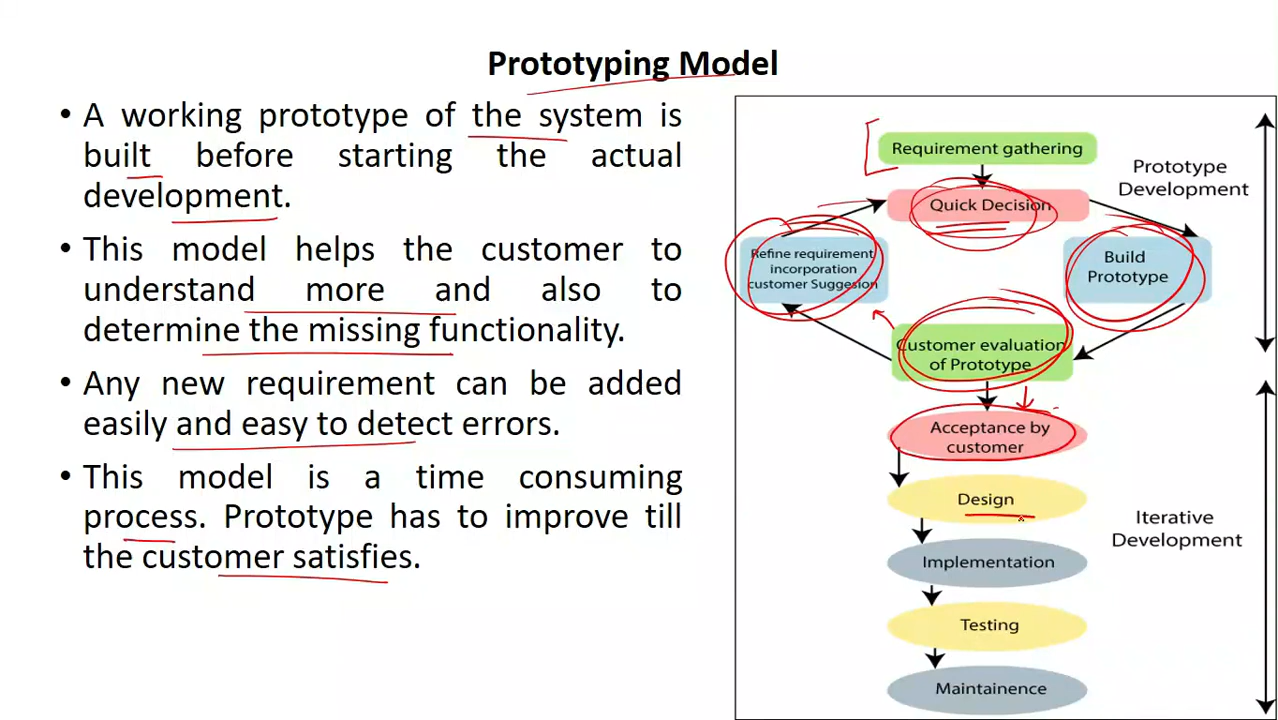 Prototyping Model
• A working prototype of the system is
built before starting the actual
development.
• This model helps the customer to
understand more and also to
determine the missing functionality.
• Any new requirement can be added
easily and easy to detect errors.
• This model is a time consuming
process. Prototype has to improve till
the customer satisfies.
Requirement gathering
Prototype
Development
Quick Decision
Refine requirement
incorporation
customer Suggesion
Build
Prototype
Customer evaluation
of Prototype
Acceptance by
customer
Design
Iterative
Development
Implementation
Testing
Maintainence